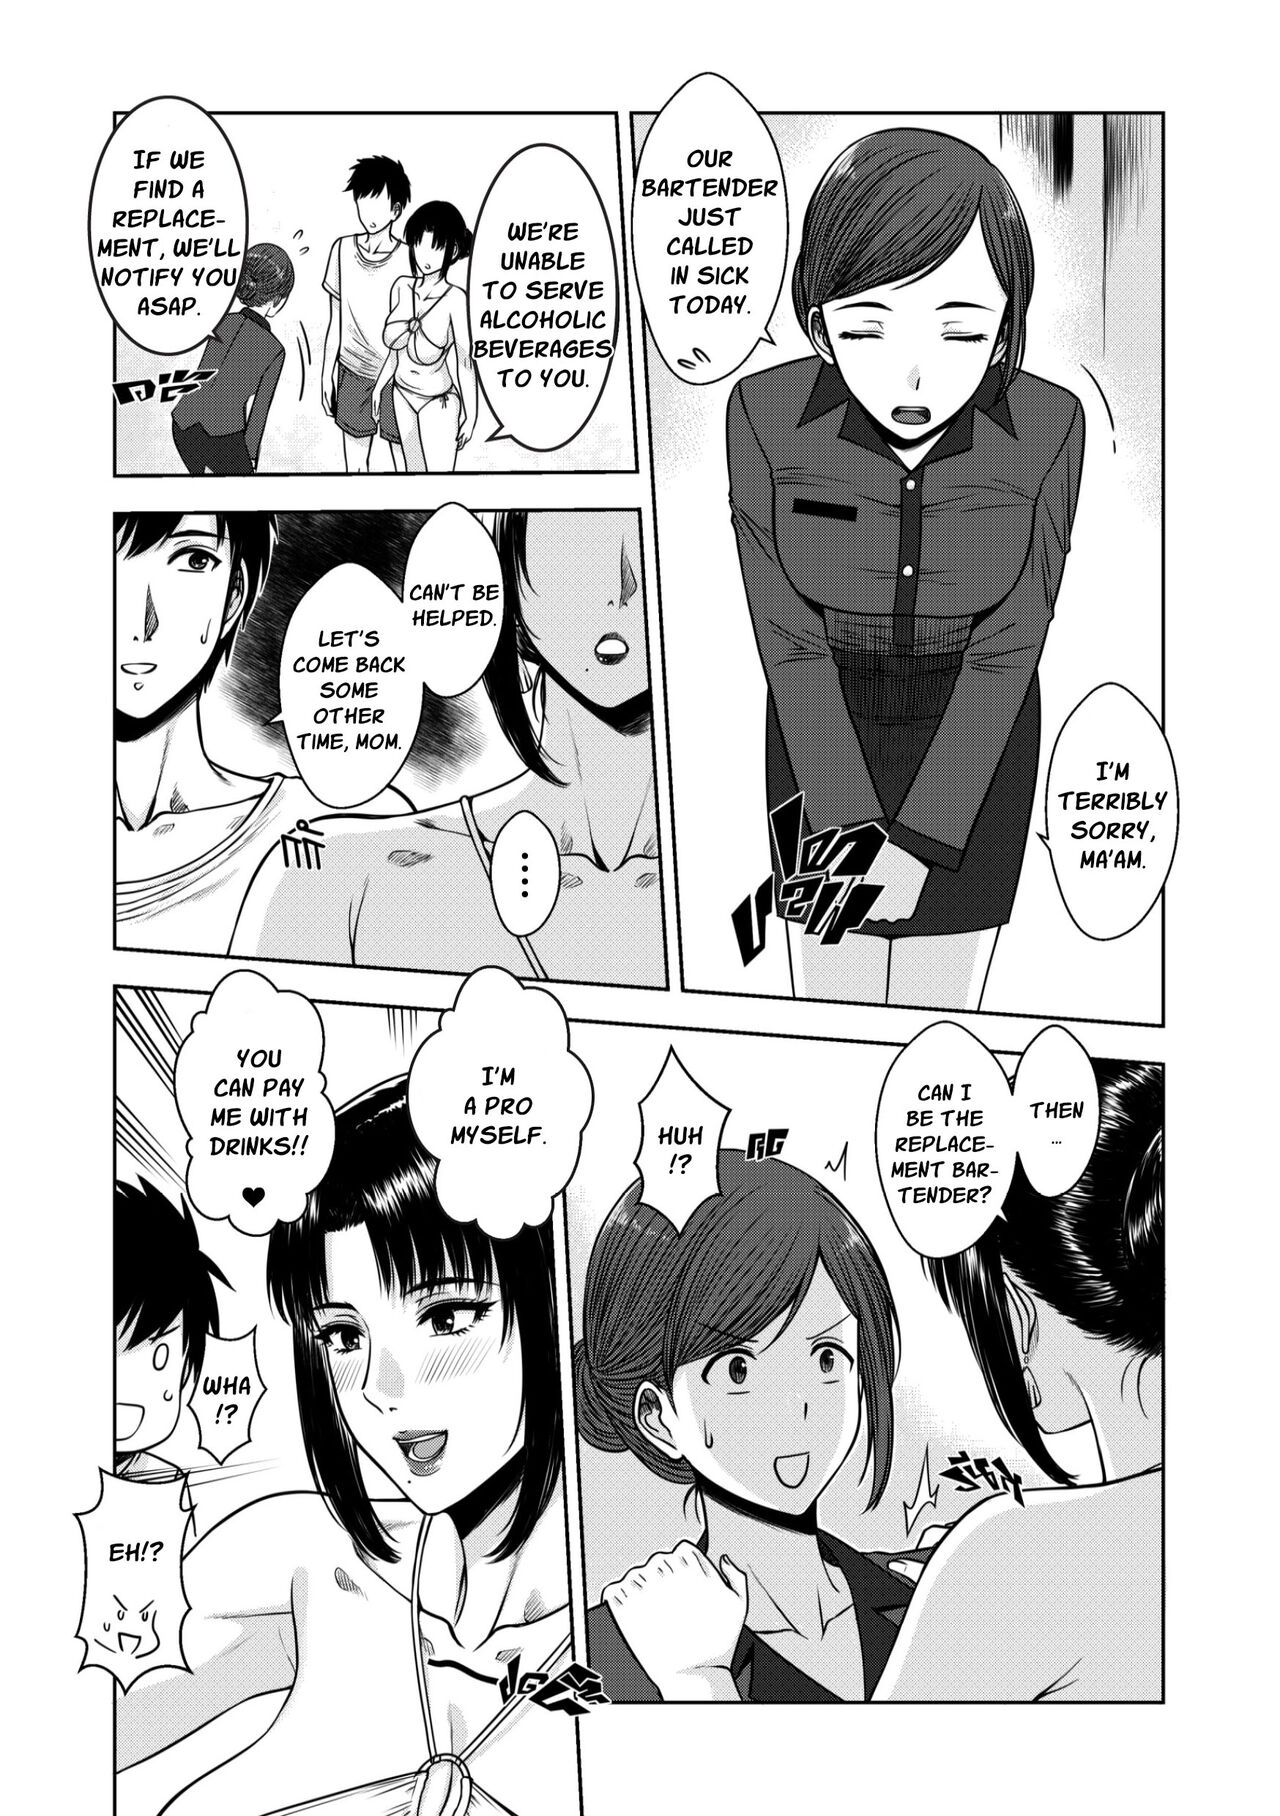 OUR
BARTENDER
JUST
CALLED
IN SICK
TODAY.
I'M
TERRIBLY
SORRY,
MA'AM.
WE'RE
UNABLE
TO SERVE
ALCOHOLIC
BEVERAGES
TO YOU.
IF WE
FIND A
REPLACE-
MENT, WE'LL
NOTIFY YOU
ASAP.
CAN'T BE
HELPED.
LET'S
COME BACK
SOME
OTHER
TIME, MOM.
...
THEN
...
CAN I
BE THE
REPLACE-
MENT BAR-
TENDER?
HUH
!?
I'M
A PRO
MYSELF.
YOU
CAN PAY
ME WITH
DRINKS!!
♥
WHA
!?
EH!?